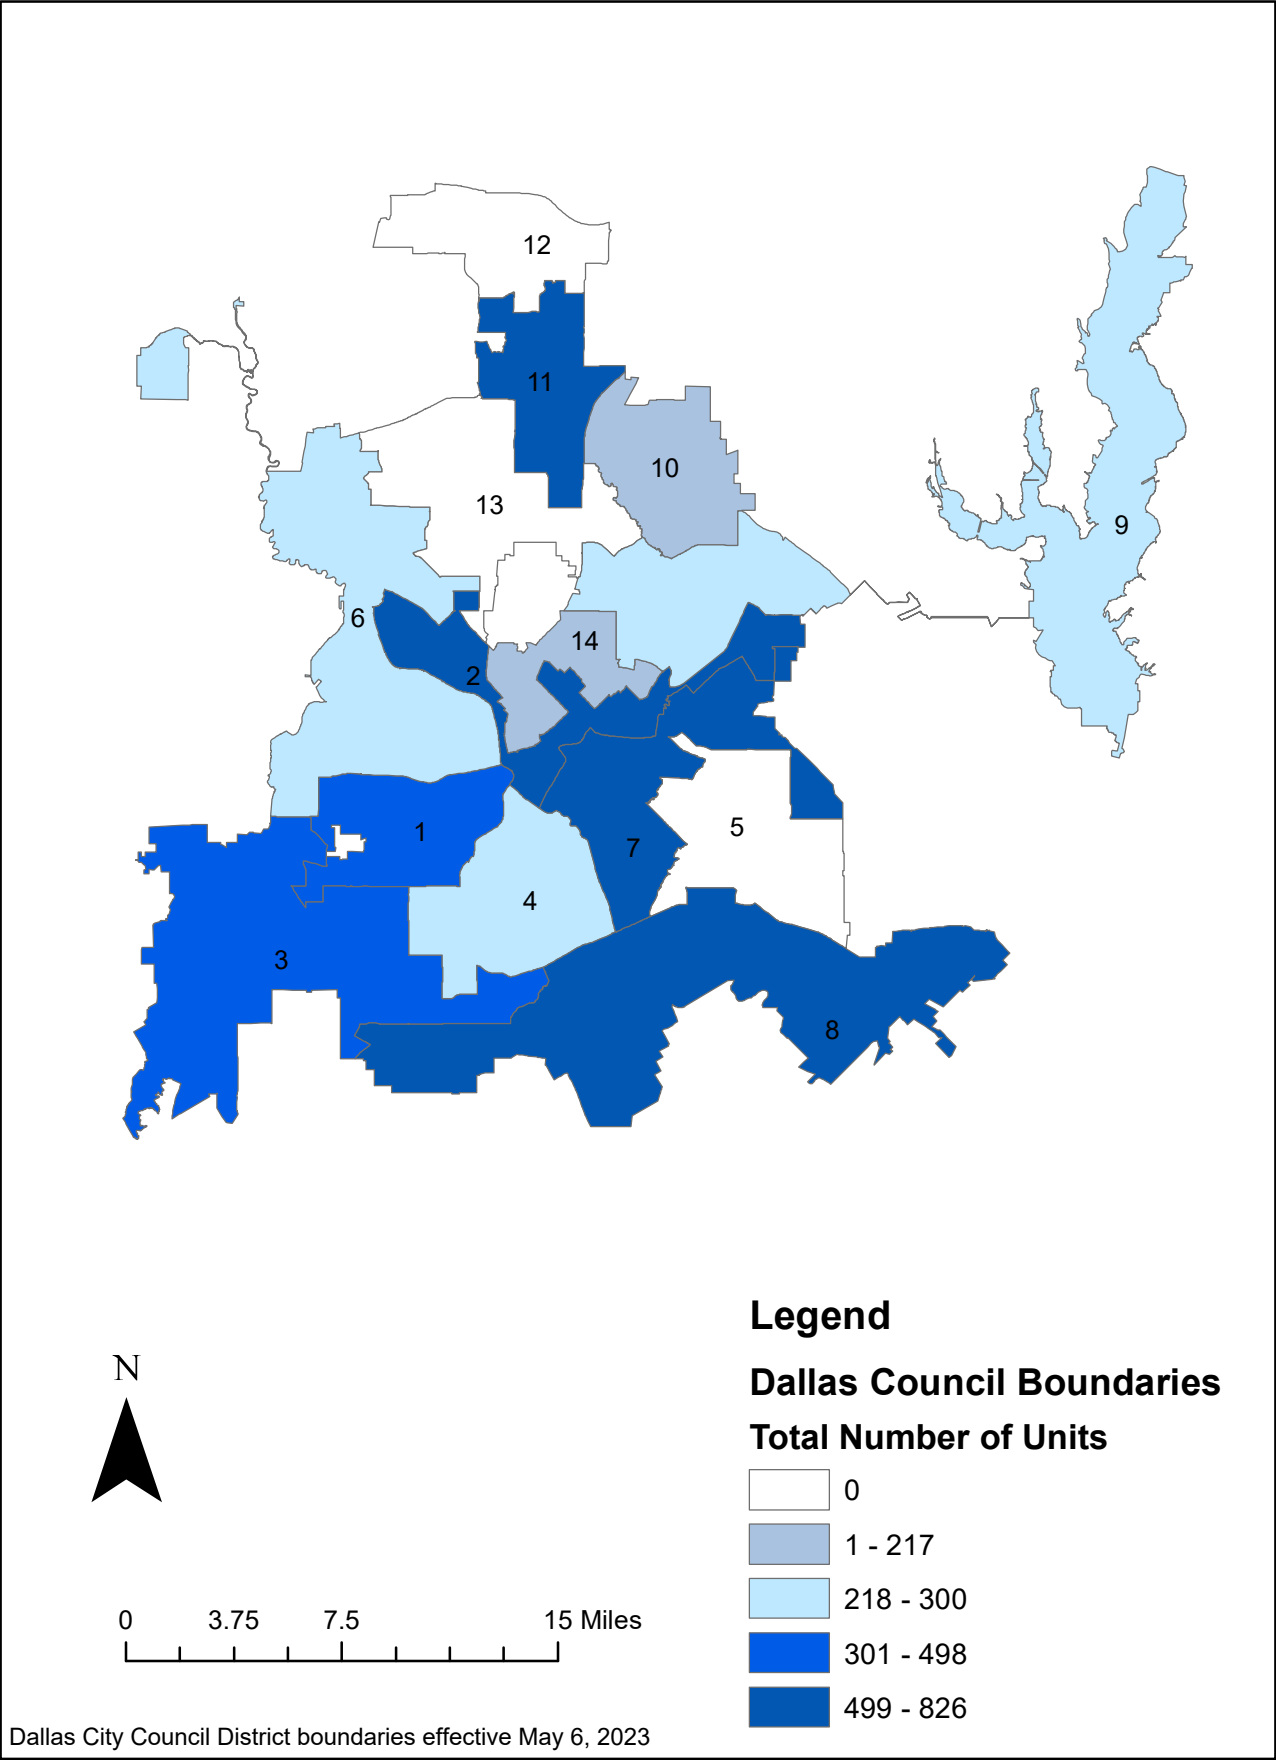 12
11
10
13
9
6
14
2
5
1
7
4
3
8
Legend
Dallas Council Boundaries
Total Number of Units
0
1 - 217
218 - 300
301 - 498
499 - 826
N
0 3.75 7.5 15 Miles
Dallas City Council District boundaries effective May 6, 2023